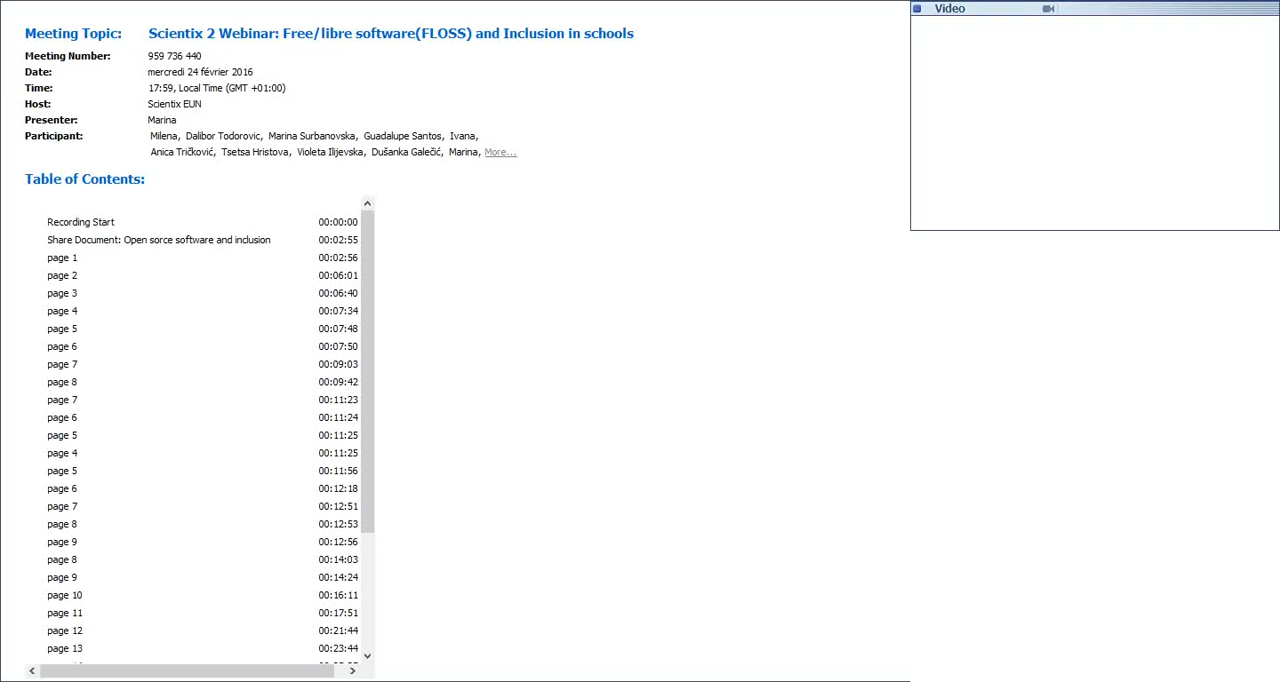 Meeting Topic: Scientix 2 Webinar: Free/libre software(FLOSS) and Inclusion in schools
Meeting Number: 959 736 440
Date: mercredi 24 février 2016
Time: 17:59, Local Time (GMT +01:00)
Host: Scientix EUN
Presenter: Marina
Participant: Milena, Dalibor Todorovic, Marina Surbanovska, Guadalupe Santos, Ivana,
Anica Tričković, Tsetsa Hristova, Violeta Ilijevska, Dušanka Galečić, Marina, More...
Table of Contents:
Recording Start 00:00:00
Share Document: Open sorce software and inclusion 00:02:55
page 1 00:02:56
page 2 00:06:01
page 3 00:06:40
page 4 00:07:34
page 5 00:07:48
page 6 00:07:50
page 7 00:09:03
page 8 00:09:42
page 7 00:11:23
page 6 00:11:24
page 5 00:11:25
page 4 00:11:25
page 5 00:11:56
page 6 00:12:18
page 7 00:12:51
page 8 00:12:53
page 9 00:12:56
page 8 00:14:03
page 9 00:14:24
page 10 00:16:11
page 11 00:17:51
page 12 00:21:44
page 13 00:23:44
Video